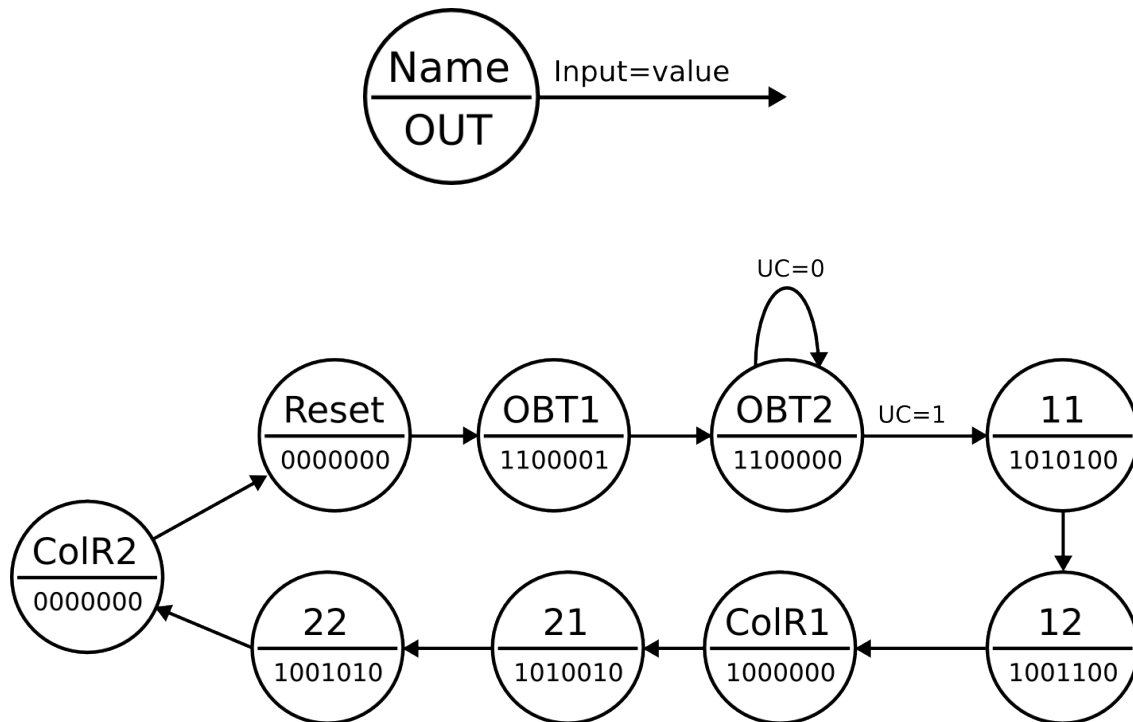 Name
Input=value
OUT
UC=0
Reset
0000000
OBT1
1100001
OBT2
1100000
UC=1
11
1010100
ColR2
0000000
22
1001010
21
1010010
ColR1
1000000
12
1001100